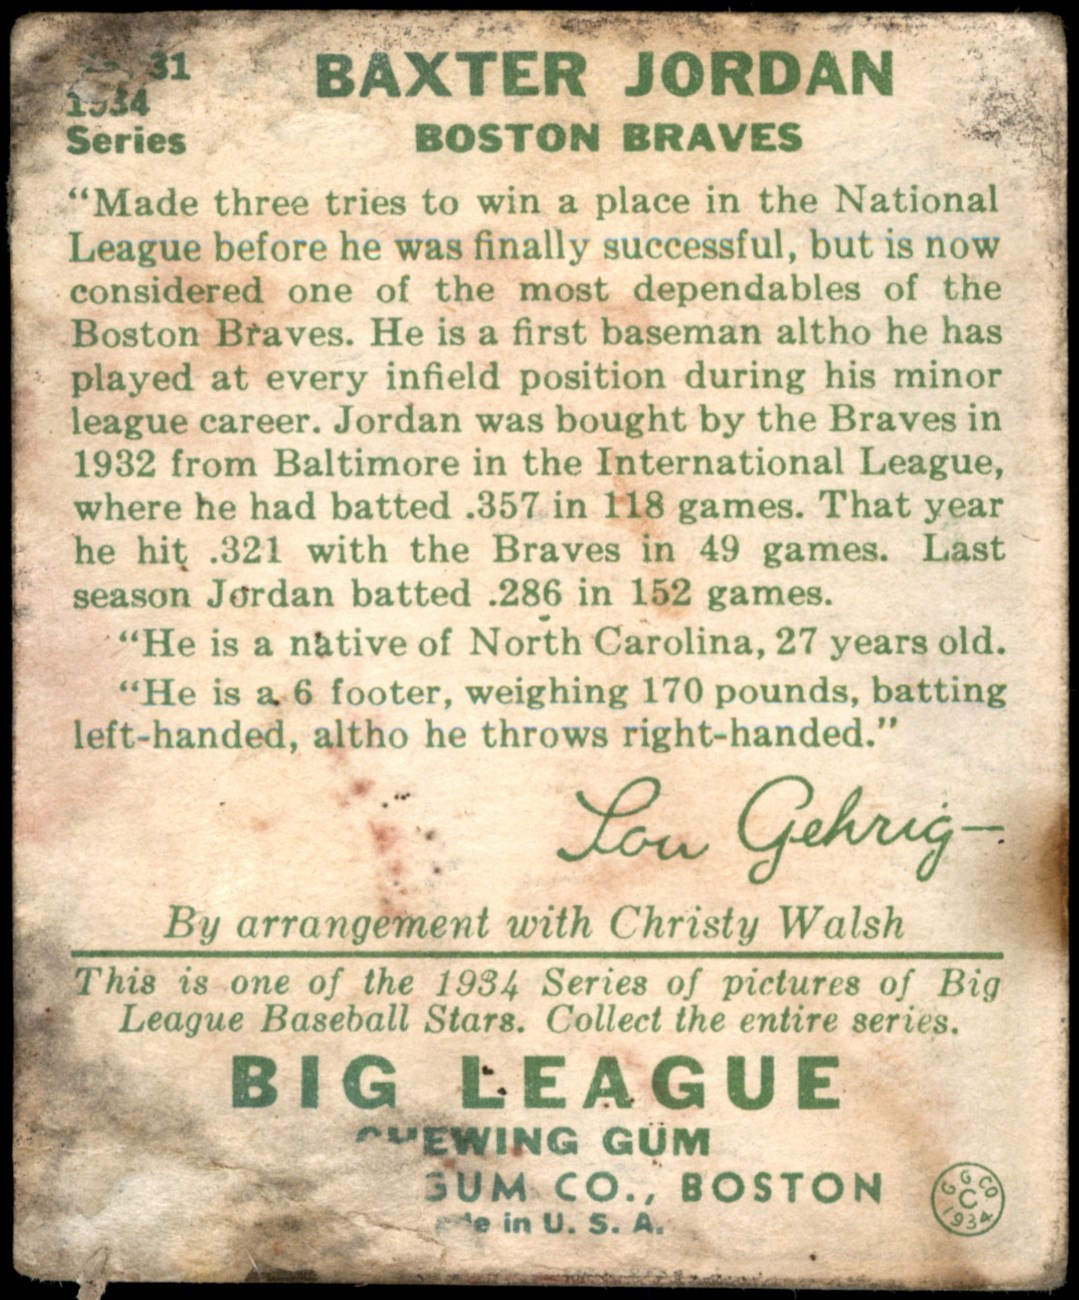 31
BAXTER JORDAN
1934
Series
BOSTON BRAVES
“Made three tries to win a place in the National
League before he was finally successful, but is now
considered one of the most dependables of the
Boston Braves. He is a first baseman altho he has
played at every infield position during his minor
league career. Jordan was bought by the Braves in
1932 from Baltimore in the International League,
where he had batted .357 in 118 games. That year
he hit .321 with the Braves in 49 games. Last
season Jordan batted .286 in 152 games.
“He is a native of North Carolina, 27 years old.
“He is a 6 footer, weighing 170 pounds, batting
left-handed, altho he throws right-handed.”
Lou Gehrig—
By arrangement with Christy Walsh
This is one of the 1934 Series of pictures of Big
League Baseball Stars. Collect the entire series.
BIG LEAGUE
CHEWING GUM
GUM CO., BOSTON
in U. S. A.
G G CO
C
1934